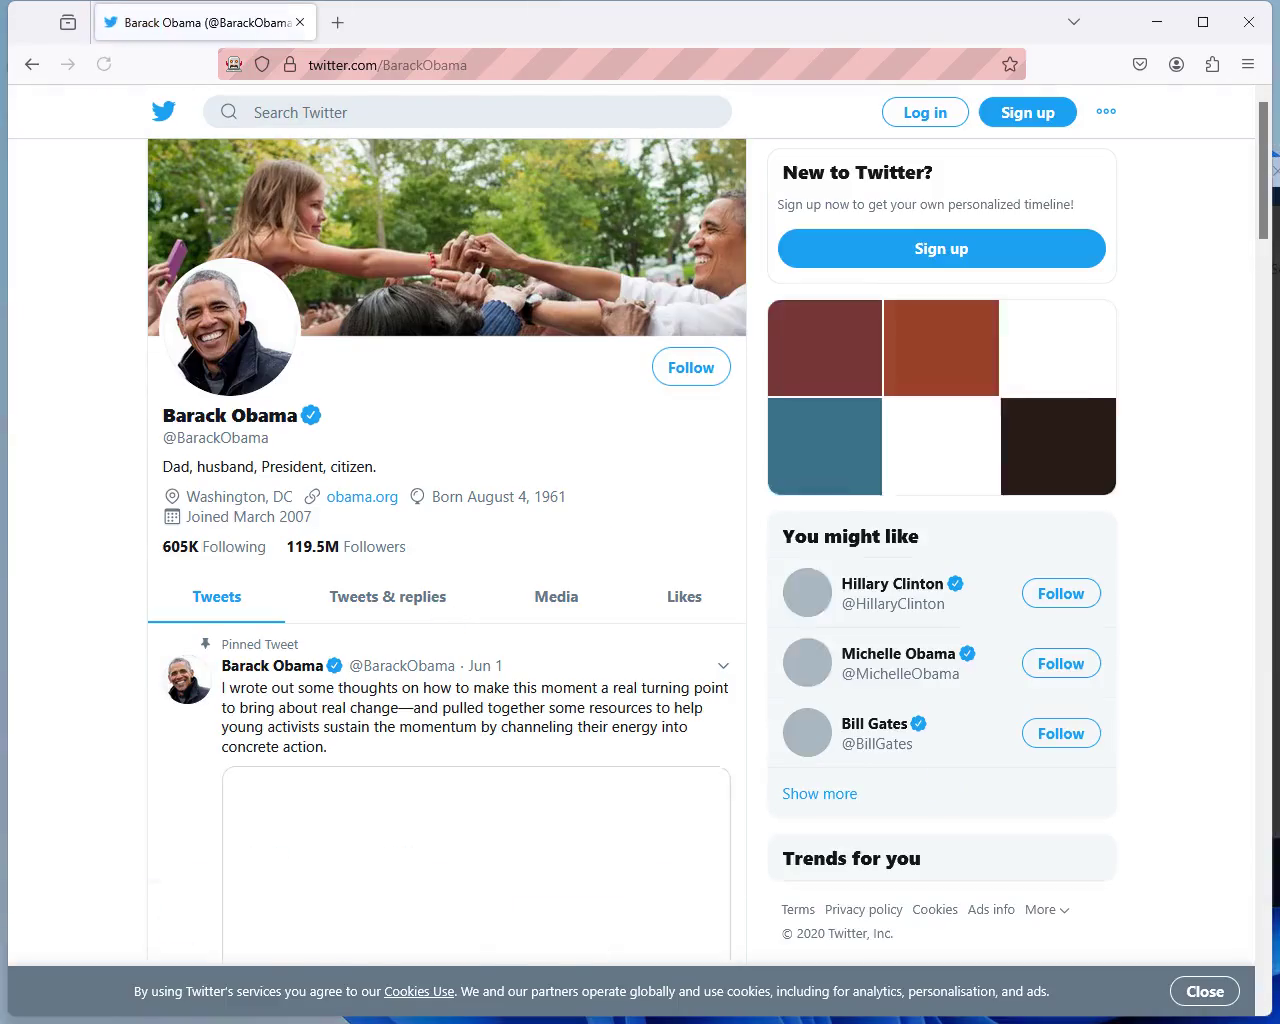 Barack Obama (@BarackObama
twitter.com/BarackObama
Search Twitter
Log in
Sign up
New to Twitter?
Sign up now to get your own personalized timeline!
Sign up
Follow
Barack Obama
@BarackObama
Dad, husband, President, citizen.
Washington, DC obama.org Born August 4, 1961
Joined March 2007
605K Following 119.5M Followers
Tweets Tweets & replies Media Likes
Pinned Tweet
Barack Obama @BarackObama · Jun 1
I wrote out some thoughts on how to make this moment a real turning point
to bring about real change—and pulled together some resources to help
young activists sustain the momentum by channeling their energy into
concrete action.
You might like
Hillary Clinton
@HillaryClinton
Follow
Michelle Obama
@MichelleObama
Follow
Bill Gates
@BillGates
Follow
Show more
Trends for you
Terms Privacy policy Cookies Ads info More
© 2020 Twitter, Inc.
By using Twitter's services you agree to our Cookies Use. We and our partners operate globally and use cookies, including for analytics, personalisation, and ads.
Close